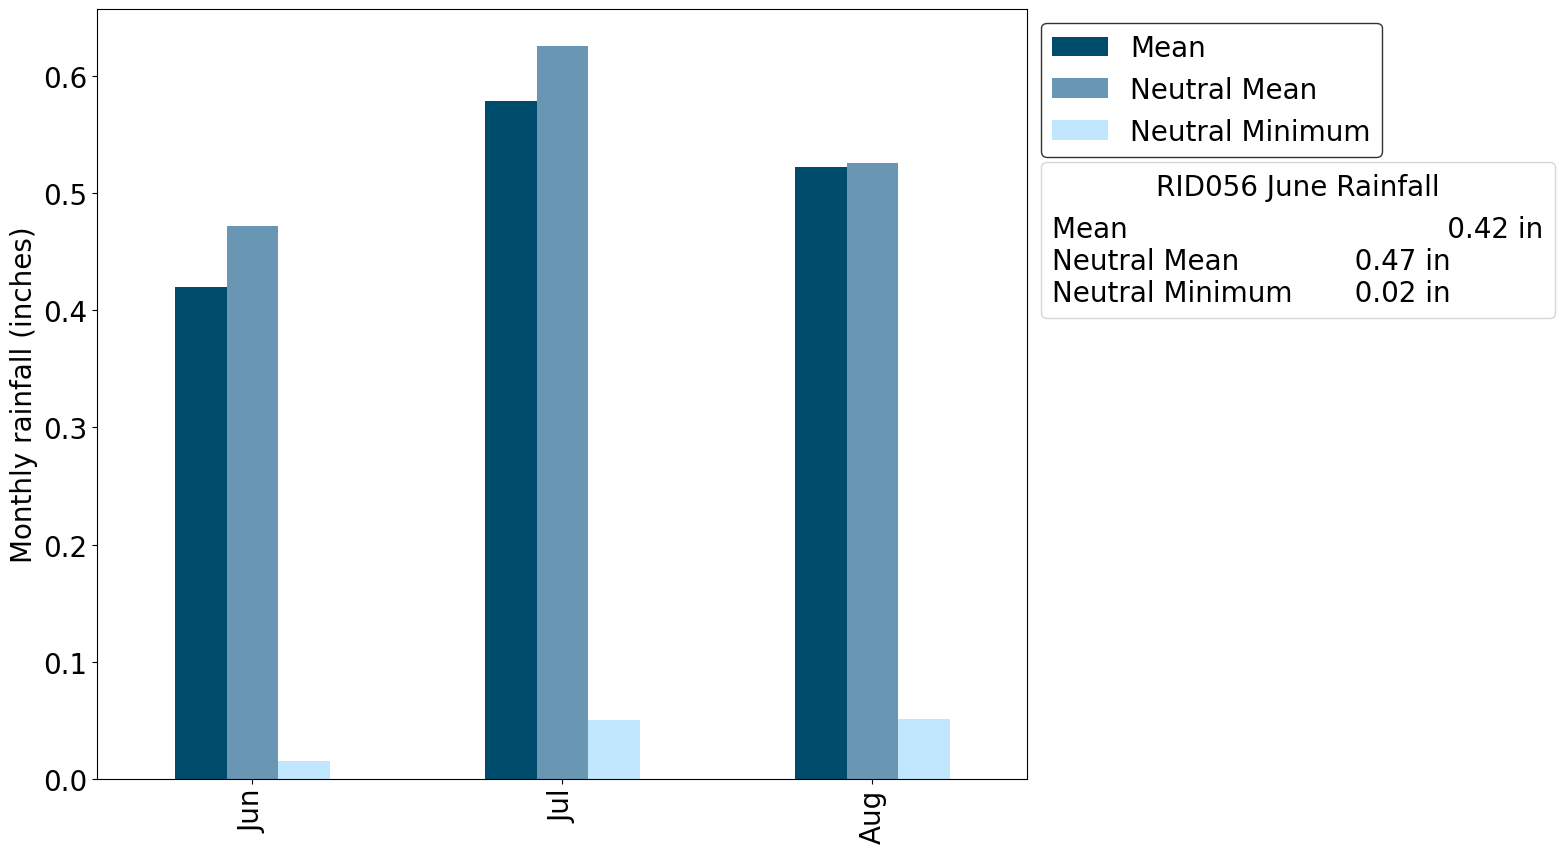 Monthly rainfall (inches)
0.6
0.5
0.4
0.3
0.2
0.1
0.0
Jun
Jul
Aug
Mean
Neutral Mean
Neutral Minimum
RID056 June Rainfall
Mean 0.42 in
Neutral Mean 0.47 in
Neutral Minimum 0.02 in